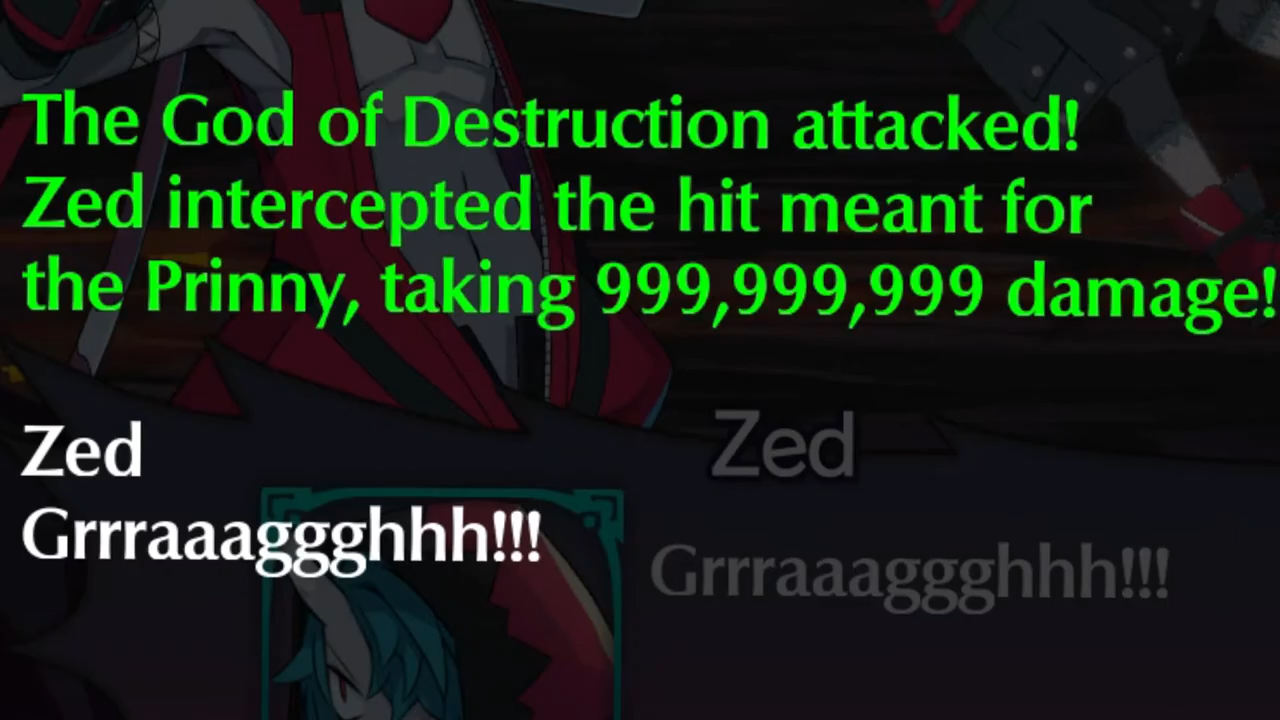 The God of Destruction attacked!
Zed intercepted the hit meant for
the Prinny, taking 999,999,999 damage!
Zed
Grrraaaggghhh!!!
Zed
Grrraaaggghhh!!!